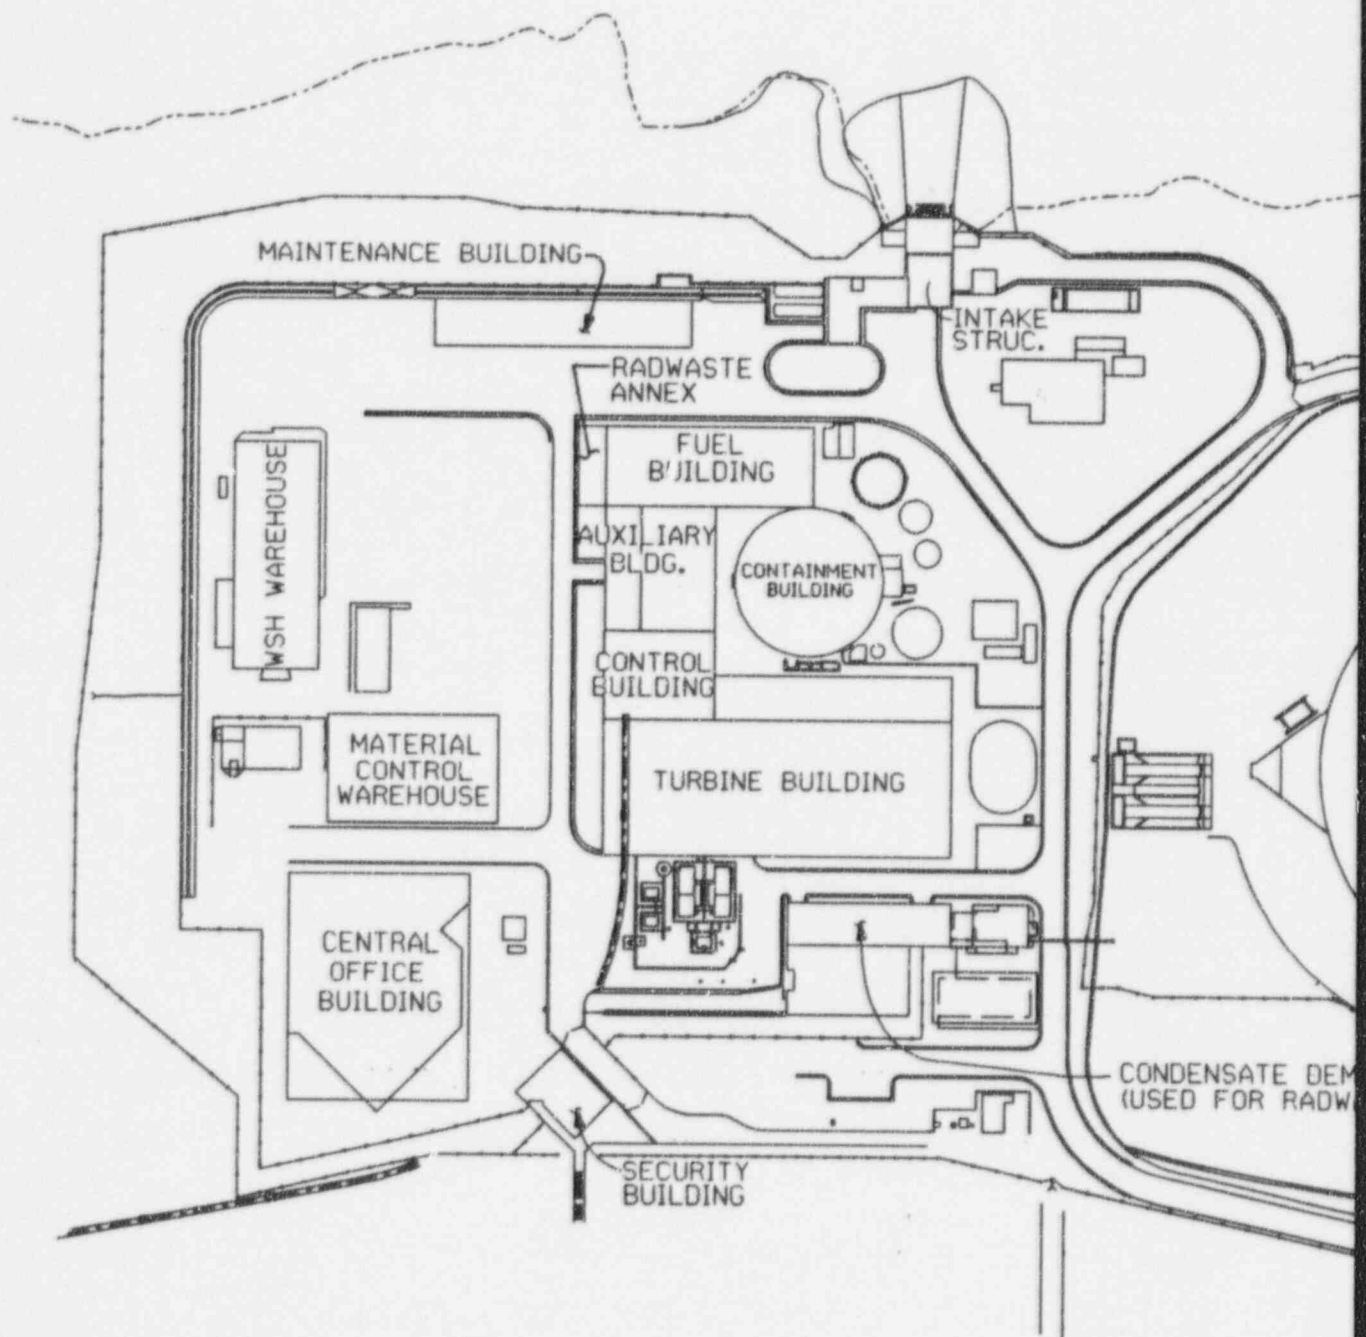 MAINTENANCE BUILDING
INTAKE
STRUC.
RADWASTE
ANNEX
FUEL
BUILDING
WSH WAREHOUSE
AUXILIARY
BLDG.
CONTAINMENT
BUILDING
CONTROL
BUILDING
MATERIAL
CONTROL
WAREHOUSE
TURBINE BUILDING
CENTRAL
OFFICE
BUILDING
CONDENSATE DEM
(USED FOR RADW
SECURITY
BUILDING